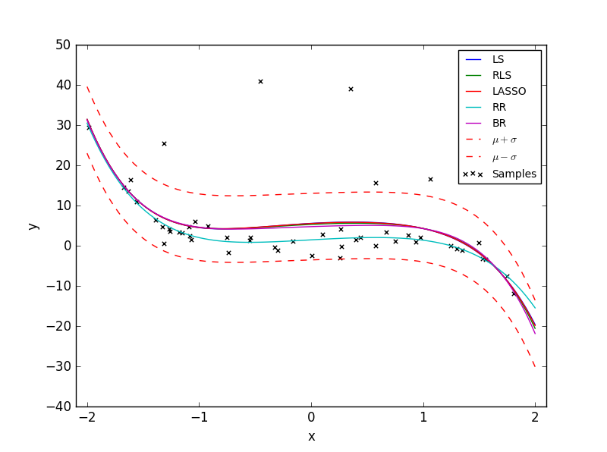 50
40
30
20
10
0
−10
−20
−30
−40
y
−2
−1
0
1
2
x
LS
RLS
LASSO
RR
BR
μ + σ
μ − σ
Samples